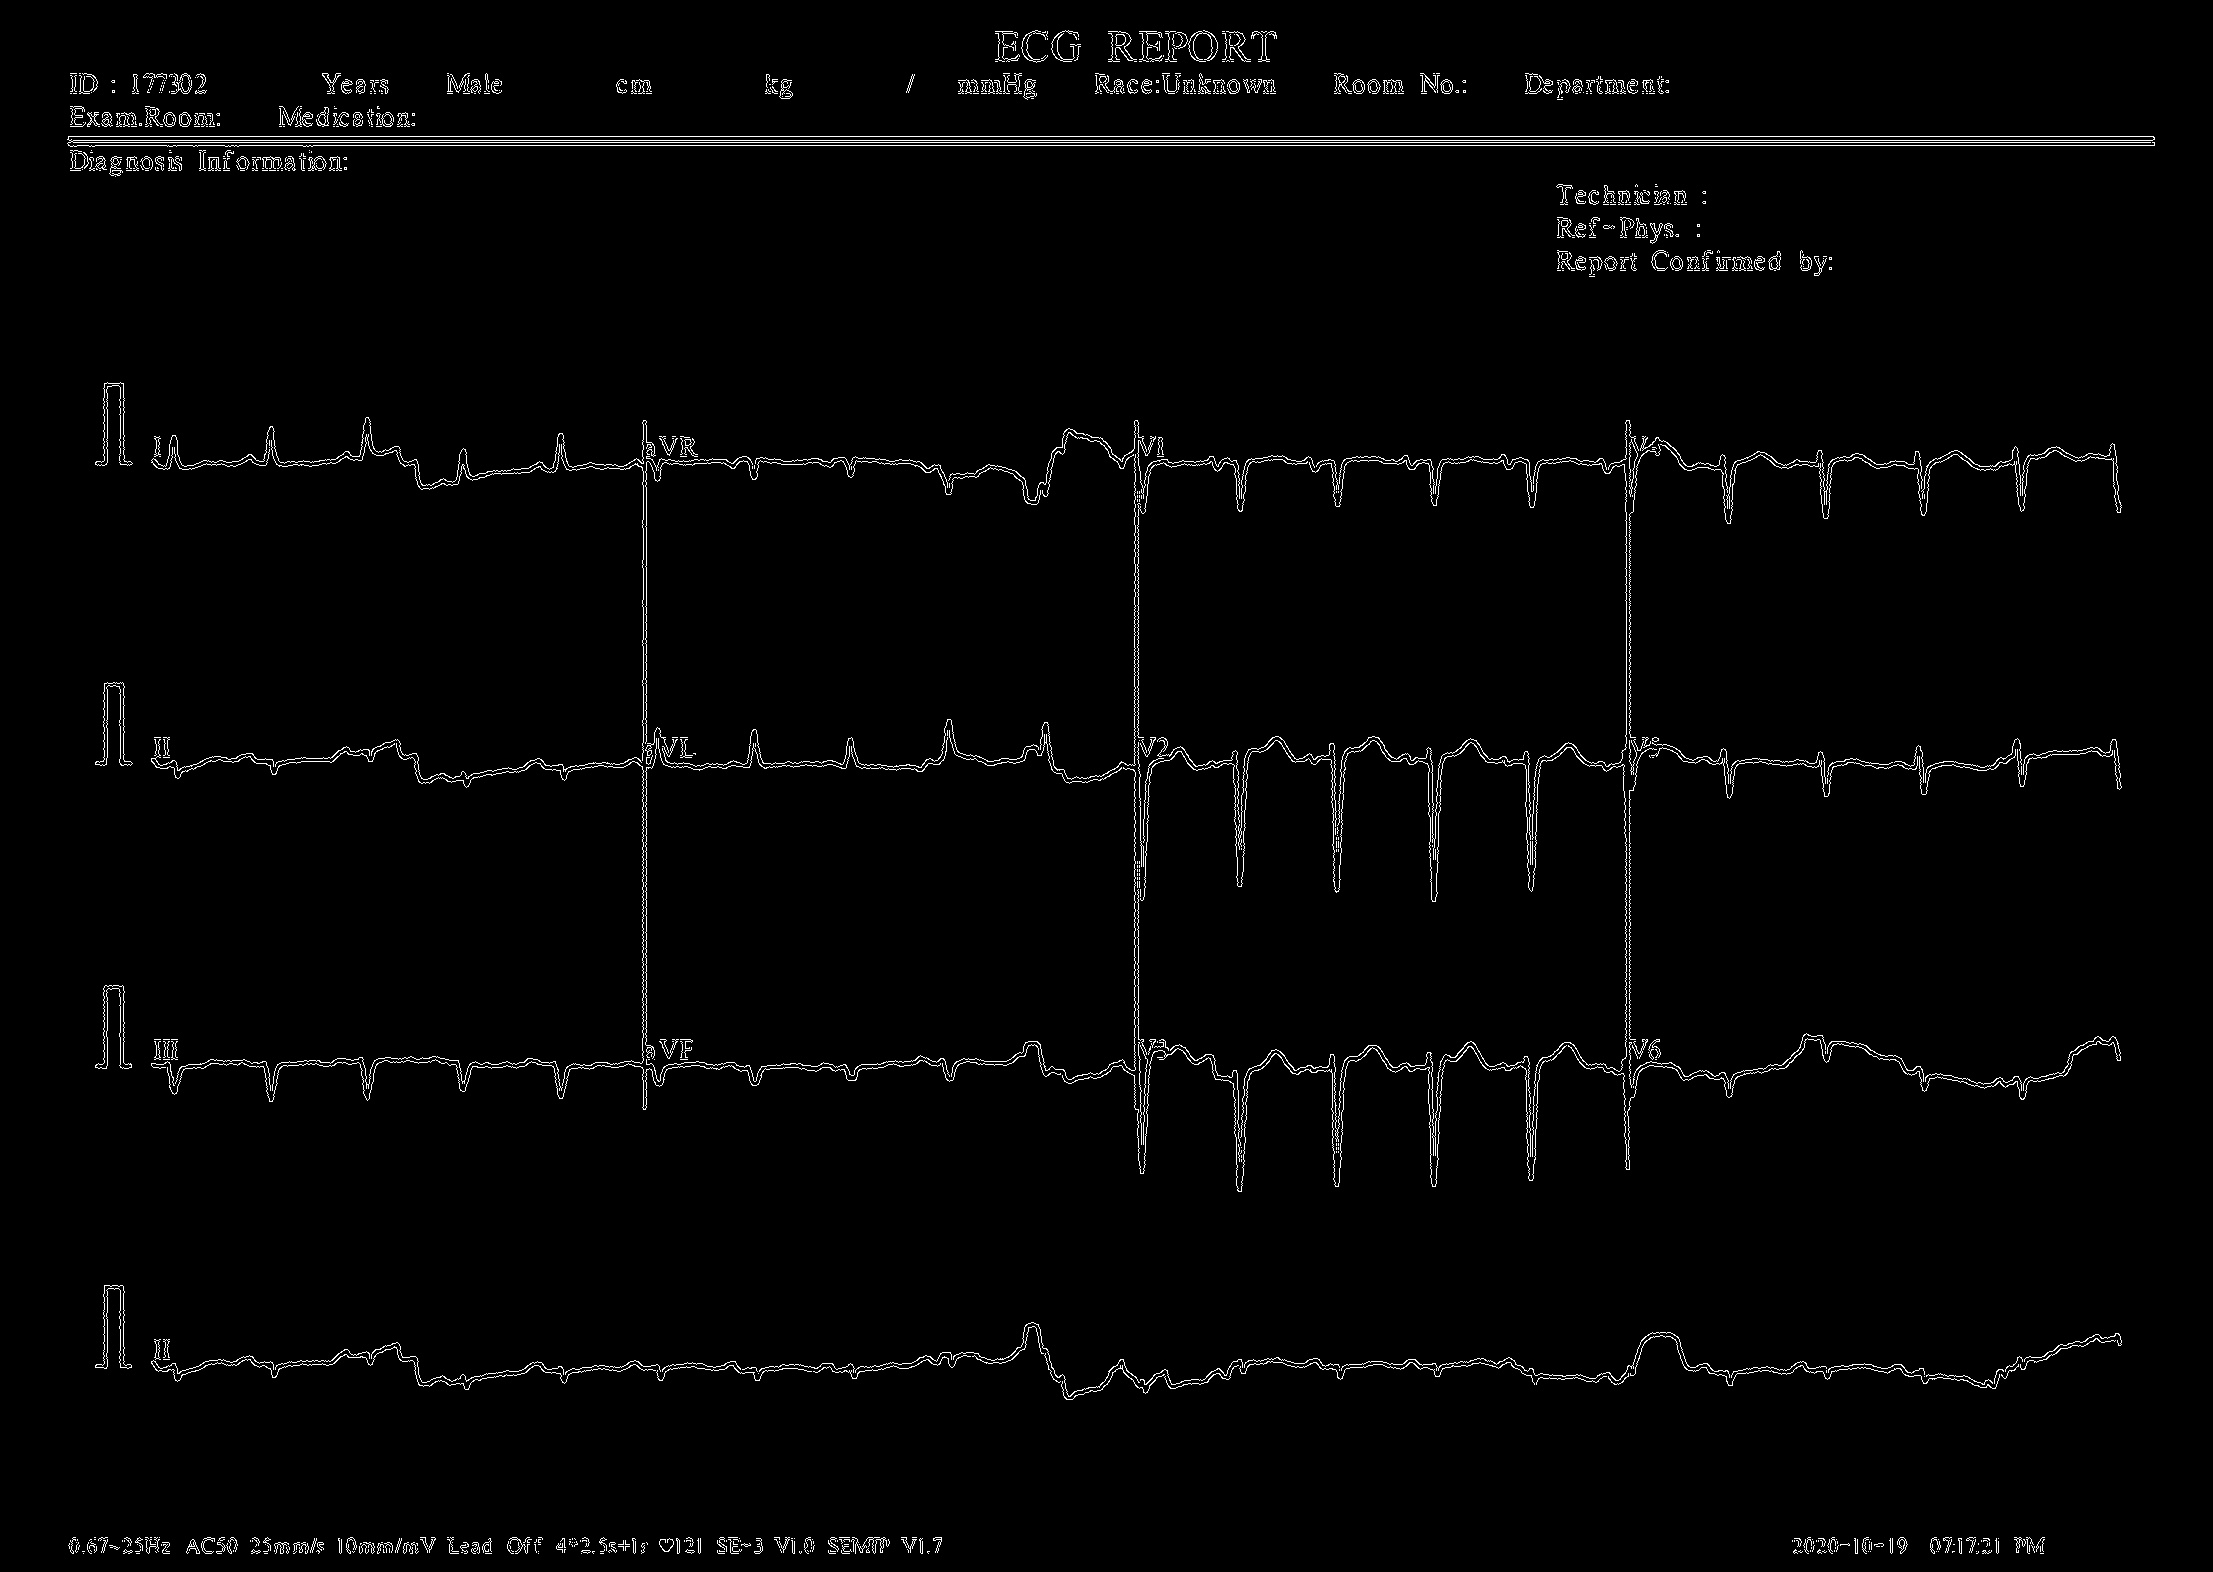 ECG REPORT
ID : 177302 Years Male cm kg / mmHg Race:Unknown Room No.: Department:
Exam.Room: Medication:
Diagnosis Information:
Technician :
Ref-Phys. :
Report Confirmed by:
I aVR V1 V4
II aVL V2 V5
III aVF V3 V6
II
0.67~25Hz AC50 25mm/s 10mm/mV Lead Off 4*2.5s+1r ♡121 SE-3 V1.0 SEMIP V1.7 2020-10-19 07:17:21 PM